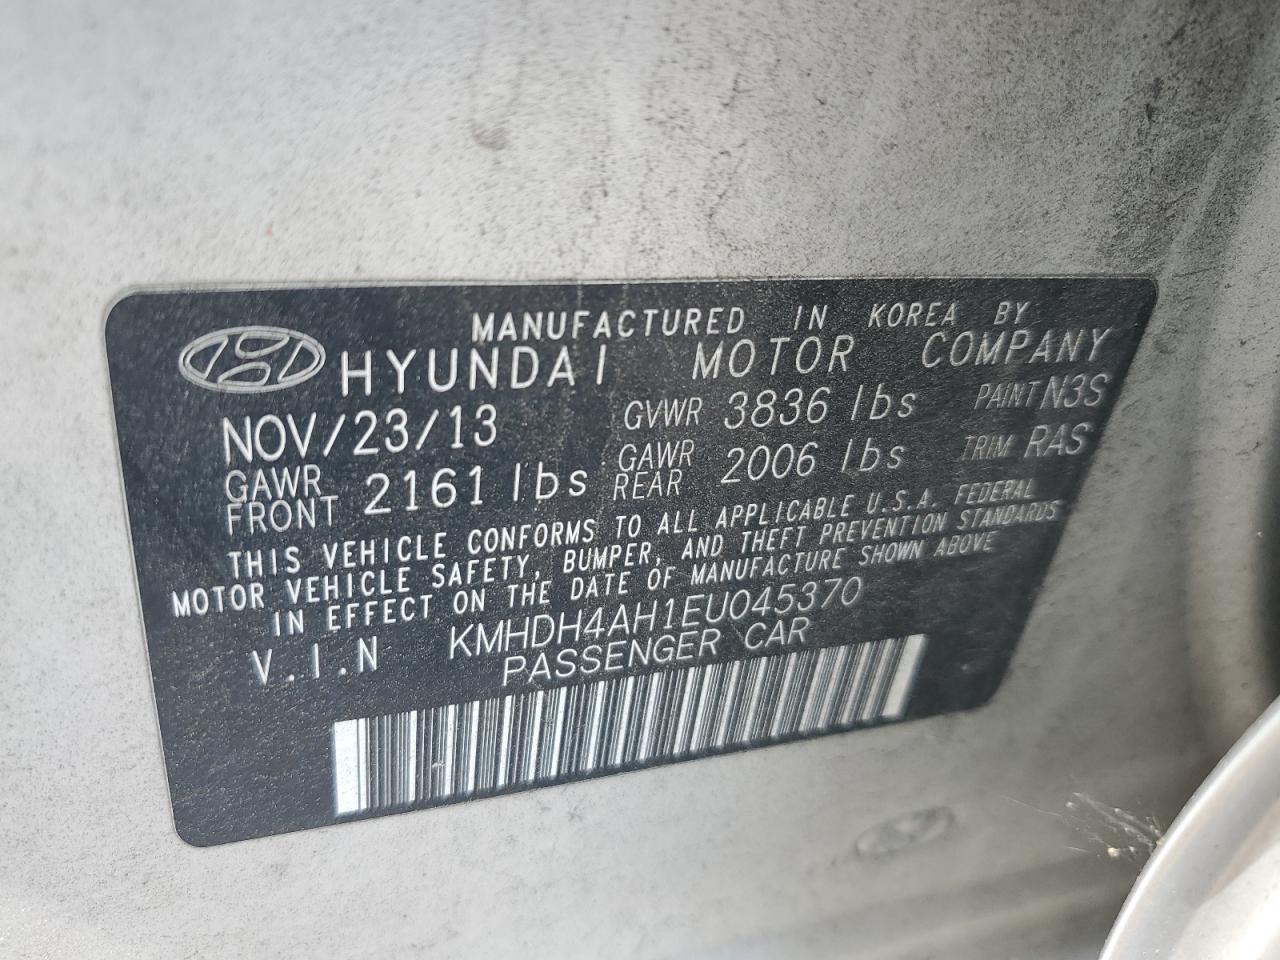 MANUFACTURED IN KOREA BY
HYUNDAI MOTOR COMPANY
NOV/23/13 GVWR 3836 lbs PAINT N3S
GAWR FRONT 2161 lbs GAWR REAR 2006 lbs TRIM RAS
THIS VEHICLE CONFORMS TO ALL APPLICABLE U.S.A. FEDERAL
MOTOR VEHICLE SAFETY, BUMPER, AND THEFT PREVENTION STANDARDS
IN EFFECT ON THE DATE OF MANUFACTURE SHOWN ABOVE
V.I.N KMHDH4AH1EU045370
PASSENGER CAR